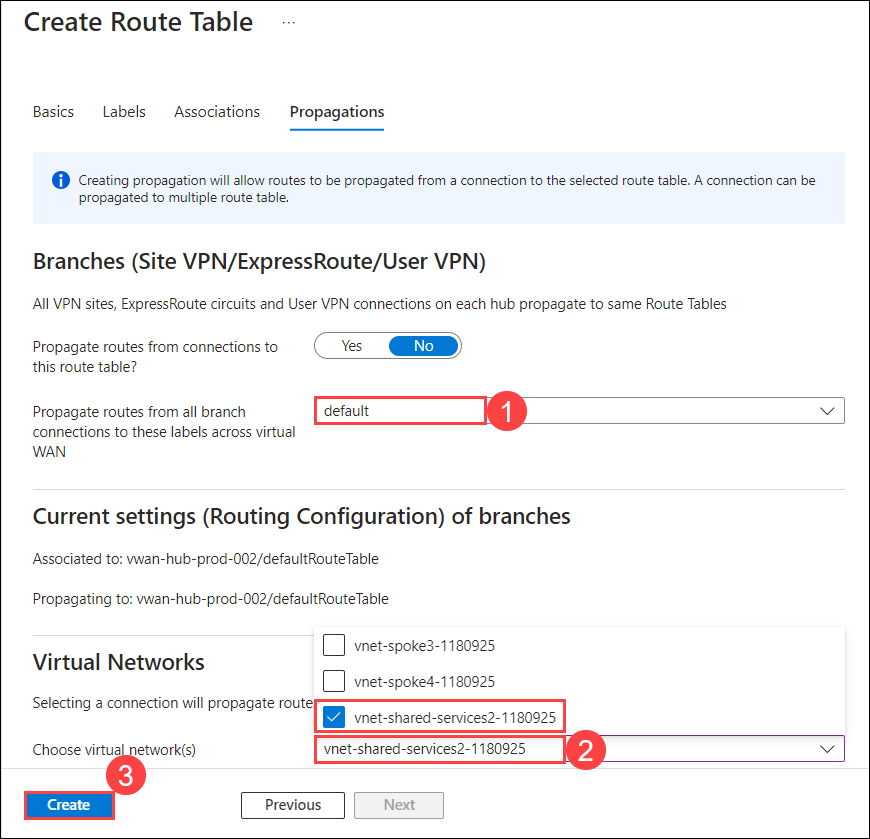 Create Route Table ...
Basics Labels Associations Propagations
Creating propagation will allow routes to be propagated from a connection to the selected route table. A connection can be
propagated to multiple route table.
Branches (Site VPN/ExpressRoute/User VPN)
All VPN sites, ExpressRoute circuits and User VPN connections on each hub propagate to same Route Tables
Propagate routes from connections to
this route table?
Yes No
Propagate routes from all branch
connections to these labels across virtual
WAN
default
1
Current settings (Routing Configuration) of branches
Associated to: vwan-hub-prod-002/defaultRouteTable
Propagating to: vwan-hub-prod-002/defaultRouteTable
Virtual Networks
Selecting a connection will propagate route
vnet-spoke3-1180925
vnet-spoke4-1180925
vnet-shared-services2-1180925
Choose virtual network(s)
vnet-shared-services2-1180925
2
3
Create Previous Next